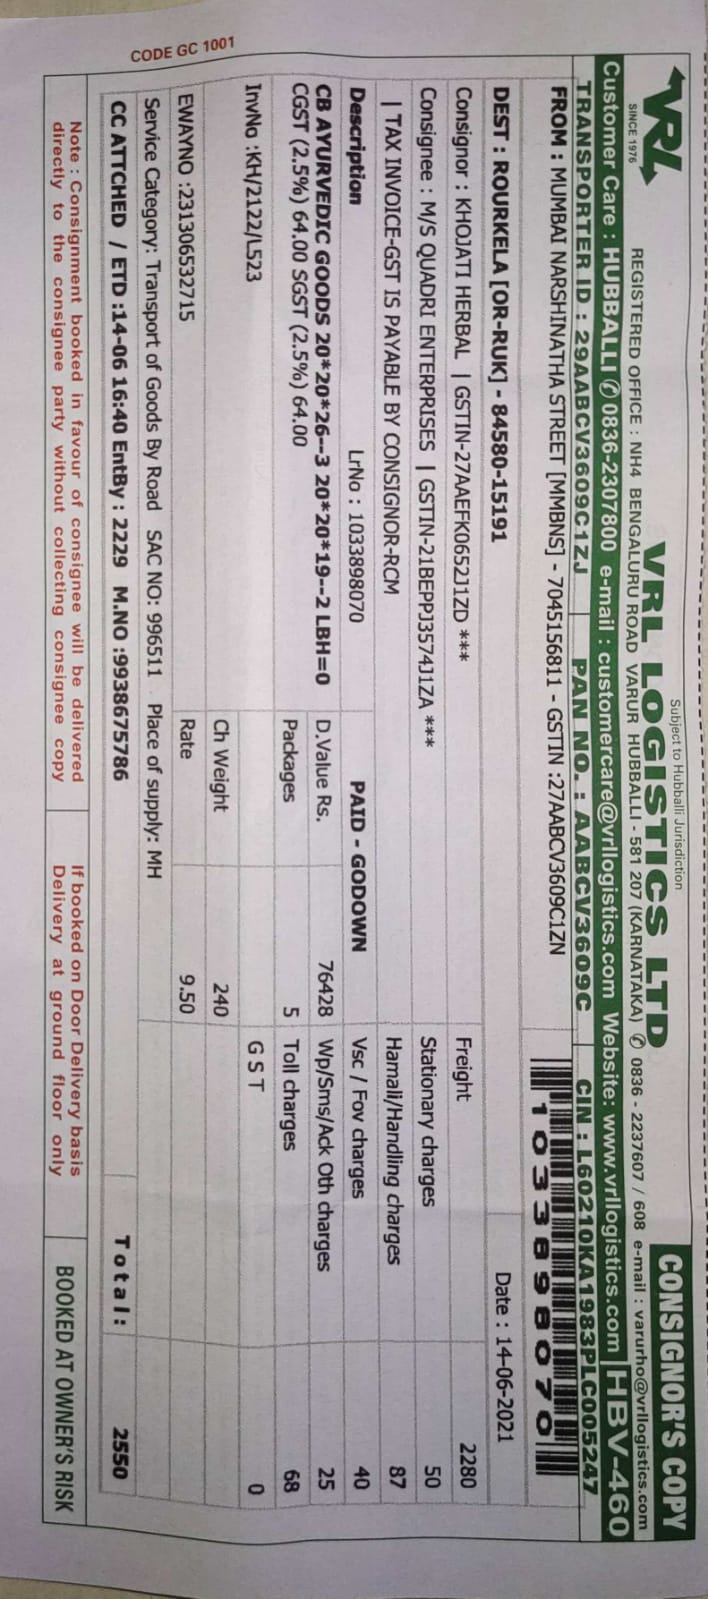 CODE GC 1001
Subject to Hubballi Jurisdiction
CONSIGNOR'S COPY
VRL
SINCE 1976
VRL LOGISTICS LTD
REGISTERED OFFICE : NH4 BENGALURU ROAD VARUR HUBBALLI - 581 207 (KARNATAKA) ✆ 0836 - 2237607 / 608 e-mail : varurho@vrllogistics.com
Customer Care : HUBBALLI ✆ 0836-2307800 e-mail : customercare@vrllogistics.com Website: www.vrllogistics.com HBV-460
TRANSPORTER ID : 29AABCV3609C1ZJ PAN NO. : AABCV3609C CIN : L60210KA1983PLC005247
FROM : MUMBAI NARSHINATHA STREET [MMBNS] - 7045156811 - GSTIN :27AABCV3609C1ZN
1033898070
DEST : ROURKELA [OR-RUK] - 84580-15191 Date : 14-06-2021
Consignor : KHOJATI HERBAL | GSTIN-27AAEFK0652J1ZD *** Freight 2280
Consignee : M/S QUADRI ENTERPRISES | GSTIN-21BEPPJ3574J1ZA *** Stationary charges 50
| TAX INVOICE-GST IS PAYABLE BY CONSIGNOR-RCM Hamali/Handling charges 87
Description LrNo : 1033898070 PAID - GODOWN Vsc / Fov charges 40
CB AYURVEDIC GOODS 20*20*26--3 20*20*19--2 LBH=0 D.Value Rs. 76428 Wp/Sms/Ack Oth charges 25
CGST (2.5%) 64.00 SGST (2.5%) 64.00 Packages 5 Toll charges 68
InvNo :KH/2122/L523 G S T 0
Ch Weight 240
EWAYNO :231306532715 Rate 9.50
Service Category: Transport of Goods By Road SAC NO: 996511 Place of supply: MH
CC ATTCHED / ETD :14-06 16:40 EntBy : 2229 M.NO :9938675786 Total: 2550
Note : Consignment booked in favour of consignee will be delivered
directly to the consignee party without collecting consignee copy
If booked on Door Delivery basis
Delivery at ground floor only
BOOKED AT OWNER'S RISK